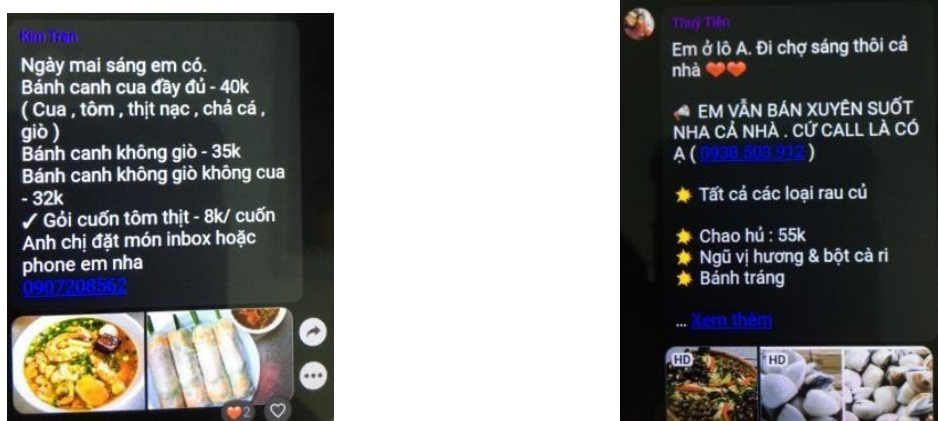 Kim Tran
Ngày mai sáng em có.
Bánh canh cua đầy đủ - 40k
( Cua , tôm , thịt nạc , chả cá ,
giò )
Bánh canh không giò - 35k
Bánh canh không giò không cua
- 32k
✓ Gỏi cuốn tôm thịt - 8k/ cuốn
Anh chị đặt món inbox hoặc
phone em nha
0907208562
2
Thuỷ Tiên
Em ở lô A. Đi chợ sáng thôi cả
nhà ❤️❤️
📣 EM VẪN BÁN XUYÊN SUỐT
NHA CẢ NHÀ . CỨ CALL LÀ CÓ
Ạ ( 0938 503 912 )
Tất cả các loại rau củ
Chao hủ : 55k
Ngũ vị hương & bột cà ri
Bánh tráng
... Xem thêm
HD
HD